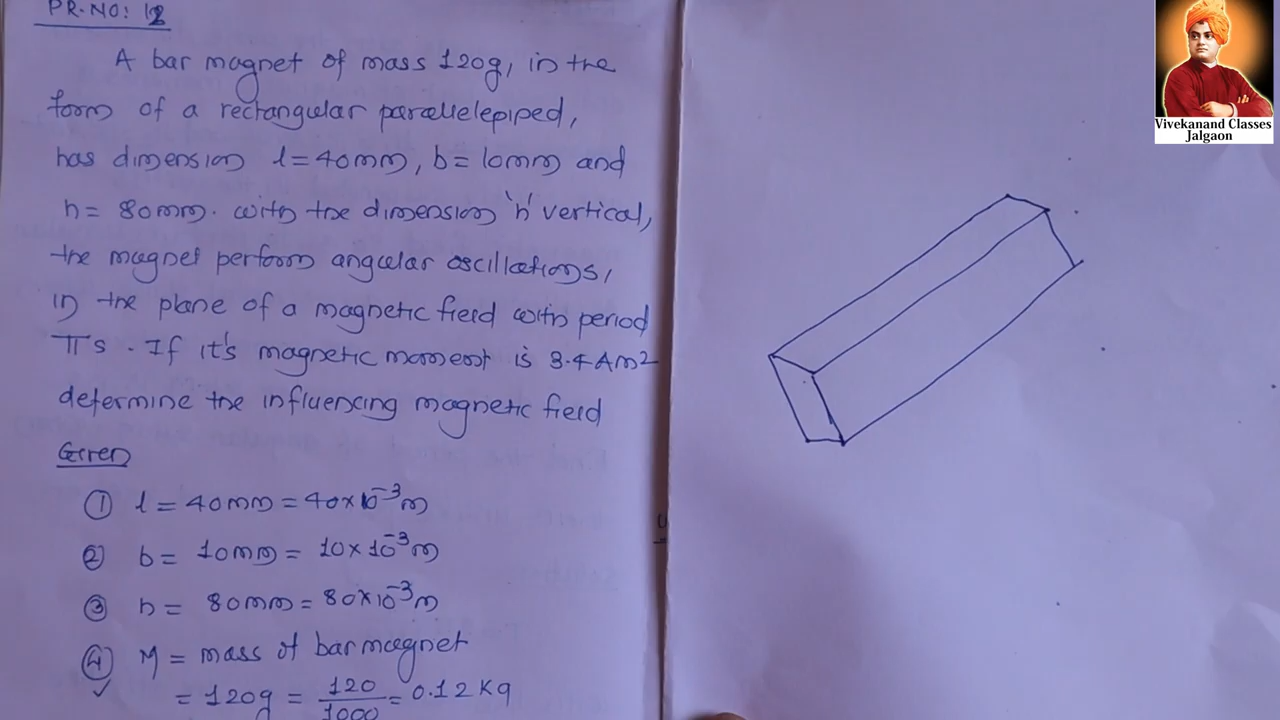 PR.NO: 12
A bar magnet of mass 120g, in the
form of a rectangular parallelepiped,
has dimension l=40mm, b=10mm and
h= 80mm. with the dimension 'h' vertical,
the magnet perform angular oscillations,
in the plane of a magnetic field with period
πs. If it's magnetic moment is 3.4 Am²
determine the influencing magnetic field
Given
① l = 40mm = 40×10⁻³m
② b = 10mm = 10×10⁻³m
③ h = 80mm = 80×10⁻³m
④ M = mass of bar magnet
✓ = 120g = 120/1000 = 0.12 Kg
Vivekanand Classes
Jalgaon